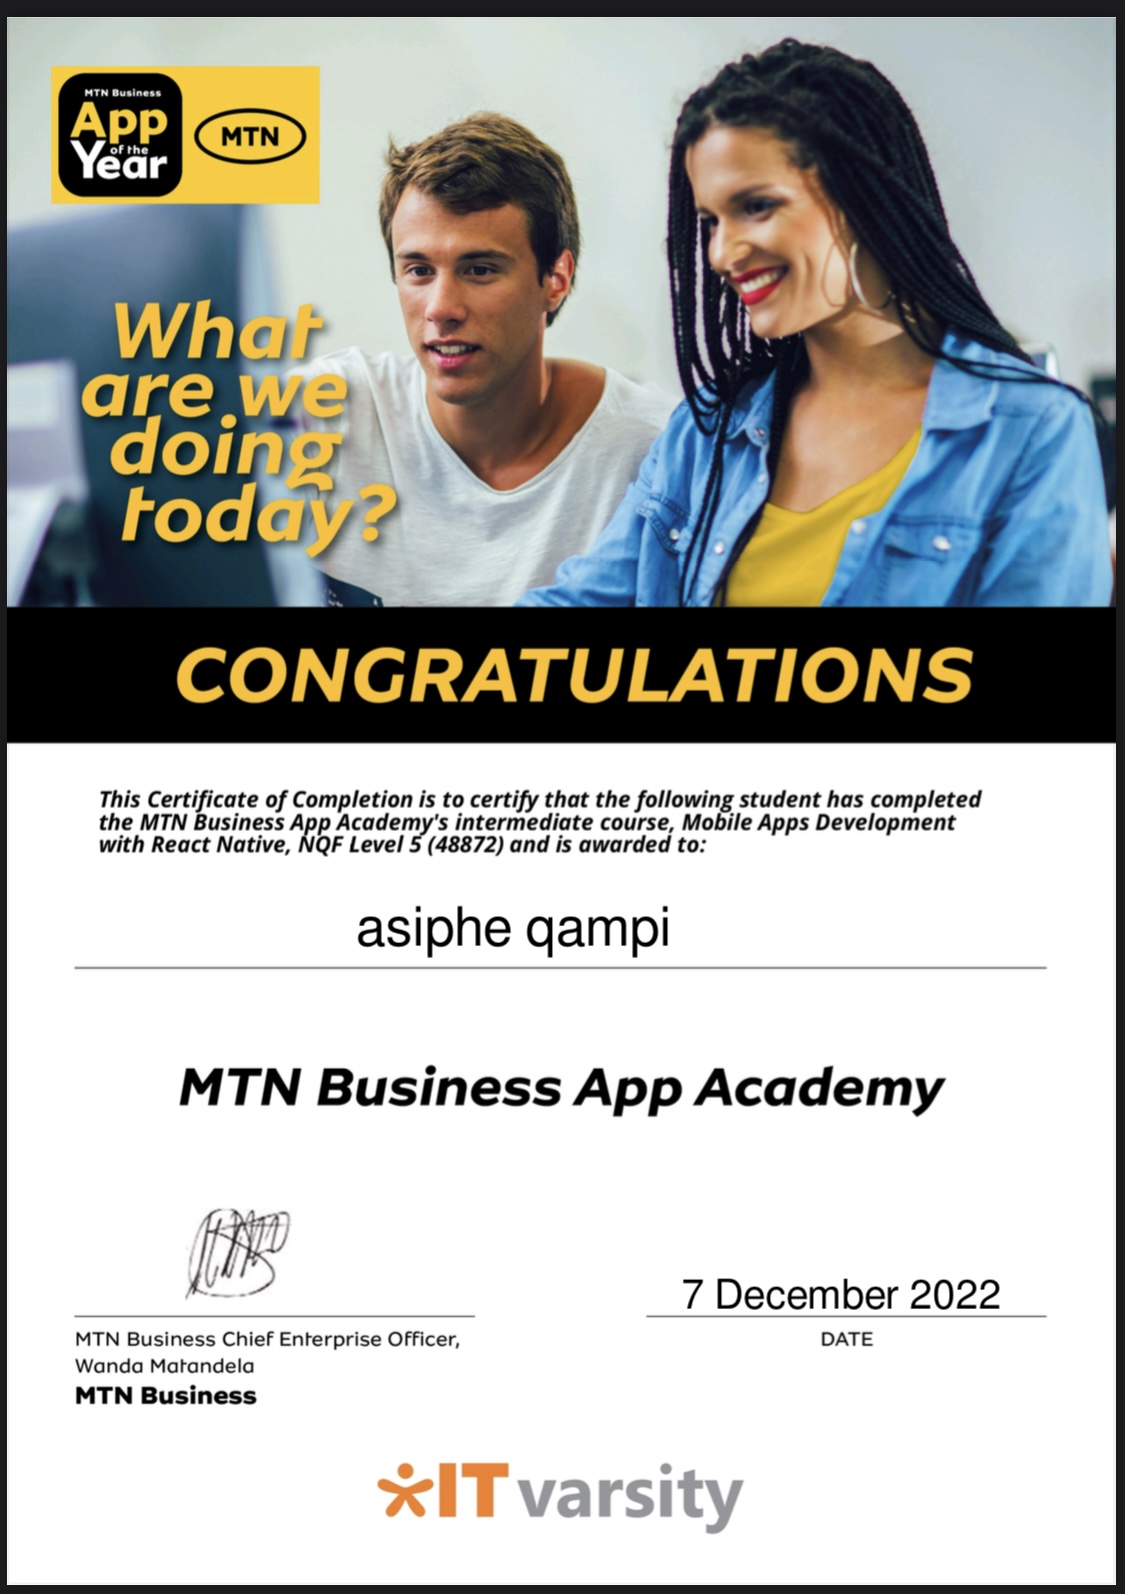 MTN Business
App
of the
Year
MTN
What
are we
doing
today?
CONGRATULATIONS
This Certificate of Completion is to certify that the following student has completed
the MTN Business App Academy's intermediate course, Mobile Apps Development
with React Native, NQF Level 5 (48872) and is awarded to:
asiphe qampi
MTN Business App Academy
7 December 2022
MTN Business Chief Enterprise Officer,
DATE
Wanda Matandela
MTN Business
IT varsity